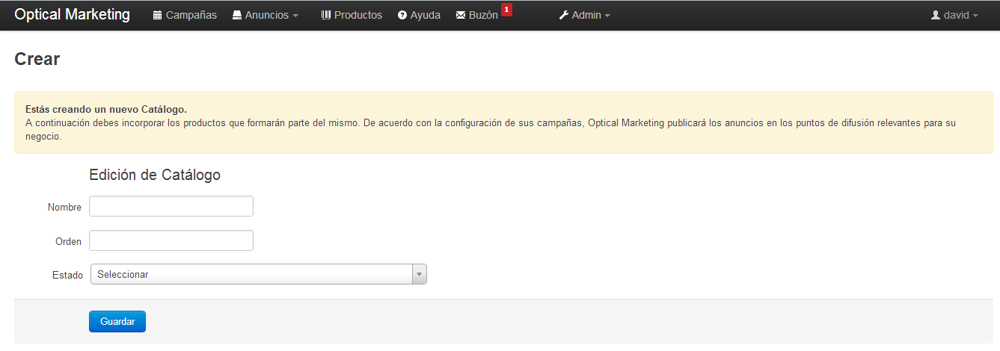 Optical Marketing Campañas Anuncios Productos Ayuda Buzón 1 Admin david
Crear
Estás creando un nuevo Catálogo.
A continuación debes incorporar los productos que formarán parte del mismo. De acuerdo con la configuración de sus campañas, Optical Marketing publicará los anuncios en los puntos de difusión relevantes para su
negocio.
Edición de Catálogo
Nombre
Orden
Estado Seleccionar
Guardar